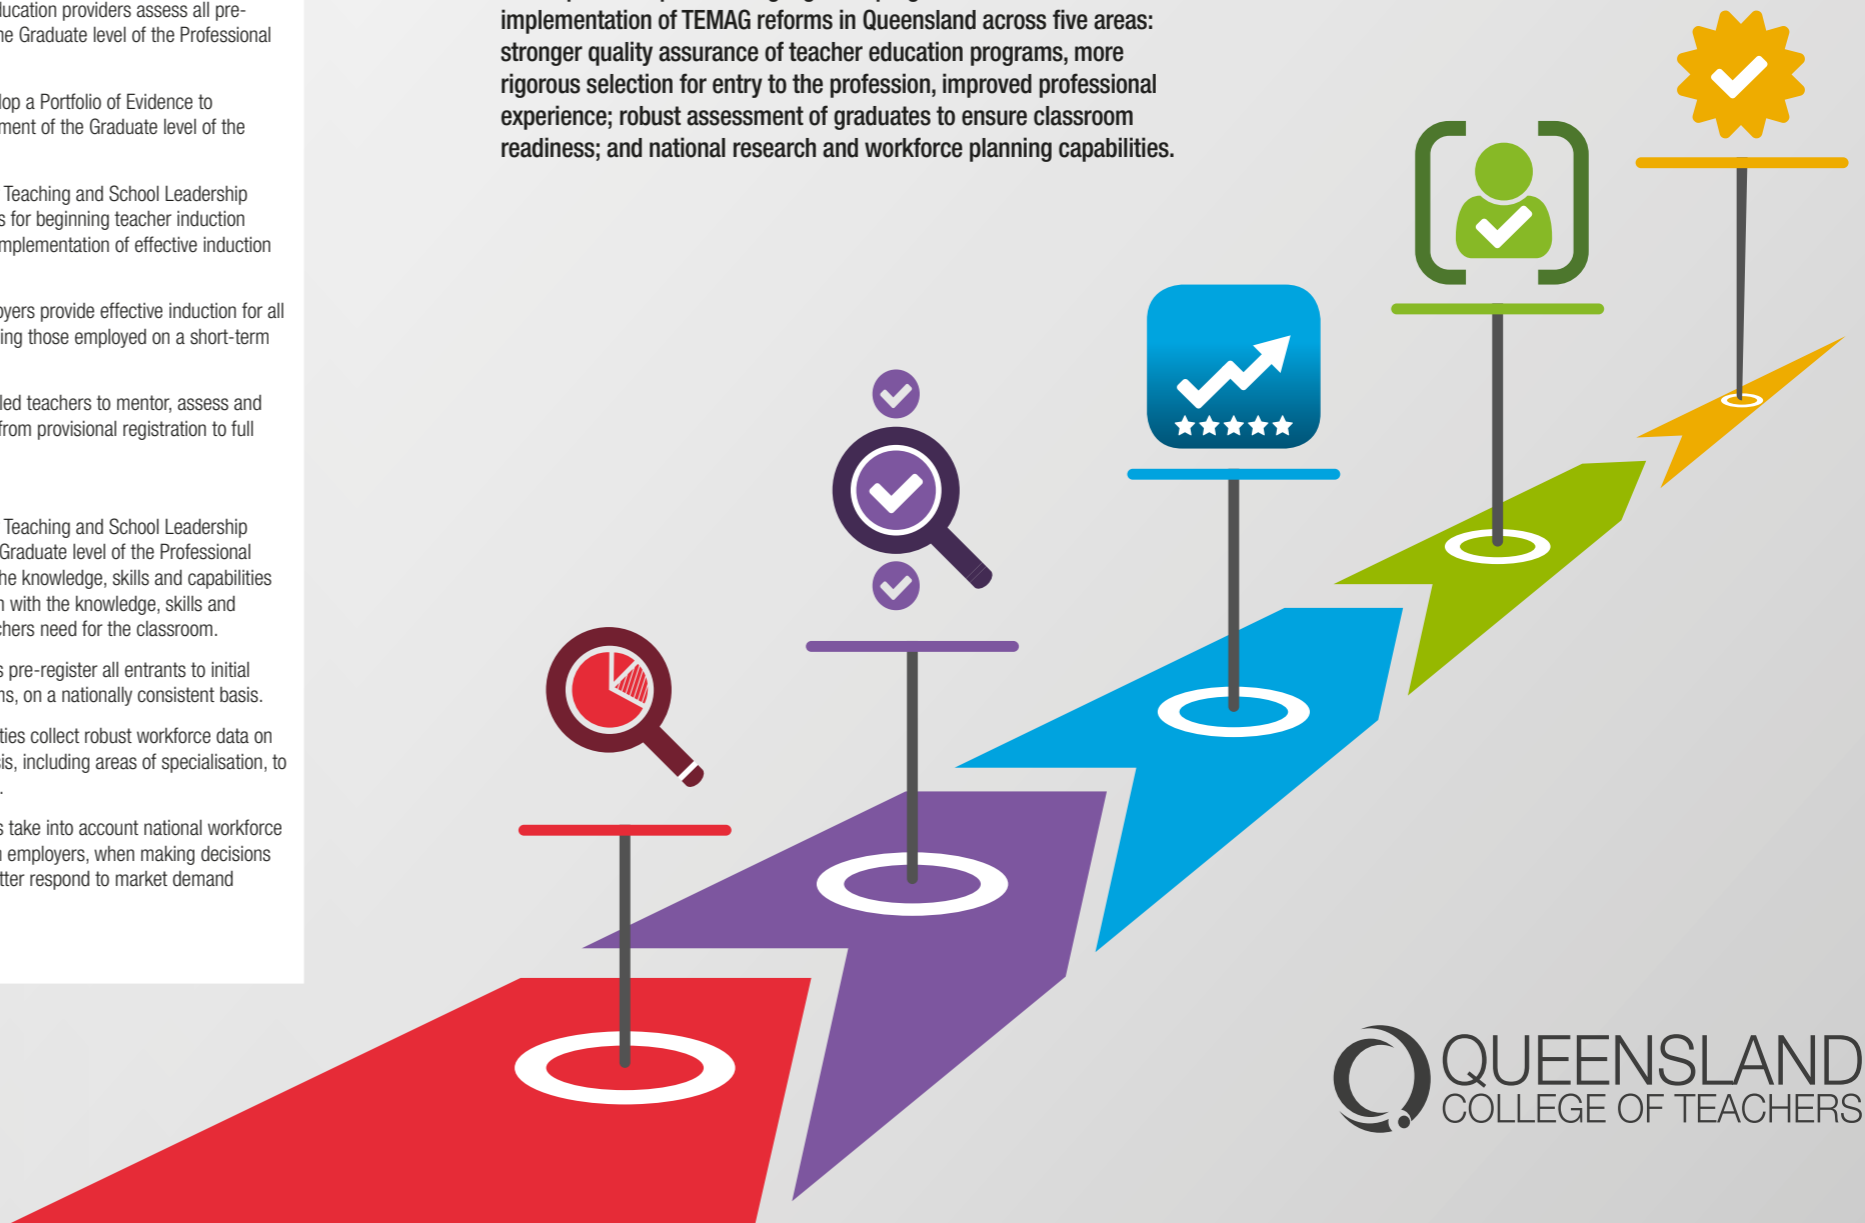 ucation providers assess all pre-
ne Graduate level of the Professional
lop a Portfolio of Evidence to
ment of the Graduate level of the
Teaching and School Leadership
s for beginning teacher induction
mplementation of effective induction
oyers provide effective induction for all
ing those employed on a short-term
led teachers to mentor, assess and
from provisional registration to full
Teaching and School Leadership
Graduate level of the Professional
he knowledge, skills and capabilities
n with the knowledge, skills and
chers need for the classroom.
s pre-register all entrants to initial
ns, on a nationally consistent basis.
ties collect robust workforce data on
sis, including areas of specialisation, to
.
s take into account national workforce
n employers, when making decisions
tter respond to market demand
implementation of TEMAG reforms in Queensland across five areas:
stronger quality assurance of teacher education programs, more
rigorous selection for entry to the profession, improved professional
experience; robust assessment of graduates to ensure classroom
readiness; and national research and workforce planning capabilities.
QUEENSLAND
COLLEGE OF TEACHERS